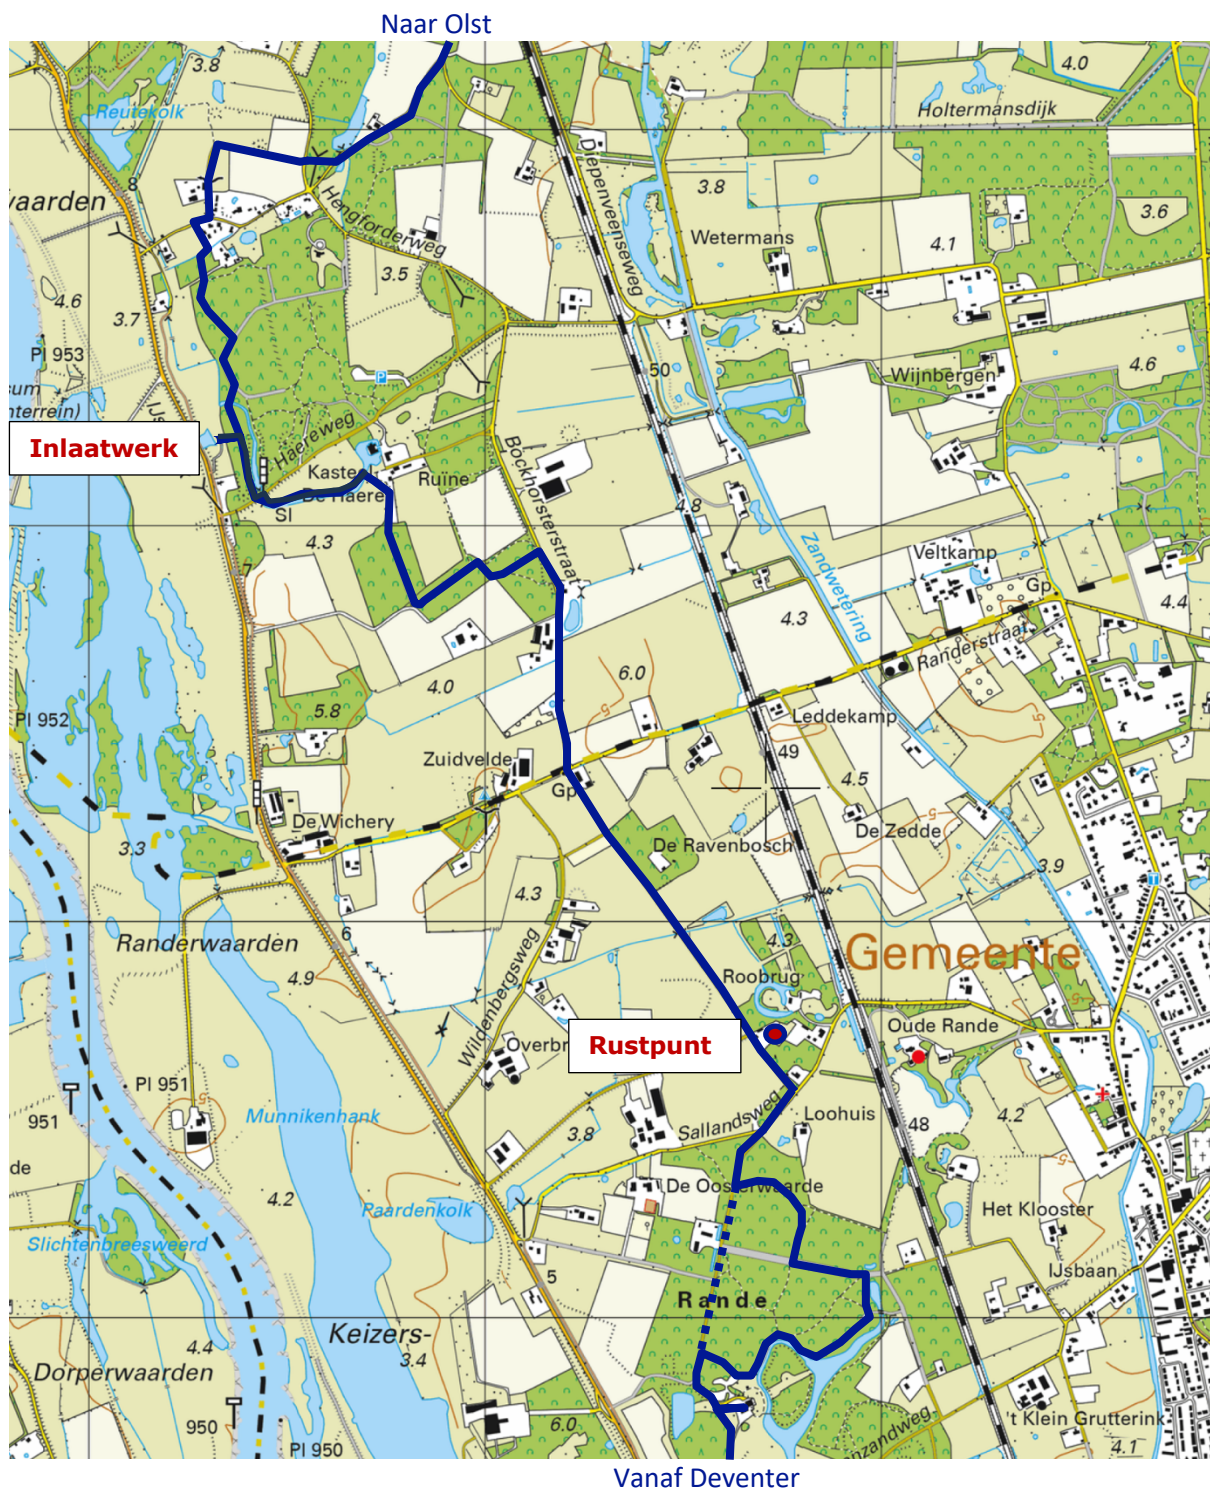 Naar Olst
3.8
4.0
Reutekolk
Holtermansdijk
Diepenveenseweg
8
3.8
3.6
Hengforderweg
Wetermans
4.1
3.5
4.6
3.7
Pl 953
50
4.6
Wijnbergen
Inlaatwerk
Haereweg
Bockhorsterstraat
Kasteel
De Haere
Ruïne
Sl
4.3
4.8
Zandwetering
Veltkamp
7
Gp
4.4
4.3
Randerstraat
6.0
4.0
5.8
Pl 952
Leddekamp
49
Zuidvelde
4.5
Gp
De Wichery
De Zedde
3.3
De Ravenbosch
3.9
4.3
Randerwaarden
6
4.3
Gemeente
4.9
Roobrug
Wildenbergsweg
Oude Rande
Rustpunt
Pl 951
951
Munnikenhank
Sallandsweg
Loohuis
48
4.2
3.8
De Oosterwaarde
4.2
Paardenkolk
Het Klooster
Slichtenbreesweerd
5
IJsbaan
Rande
Keizers-
3.4
4.4
Dorperwaarden
950
't Klein Grutterink
6.0
4.1
Pl 950
Vanaf Deventer